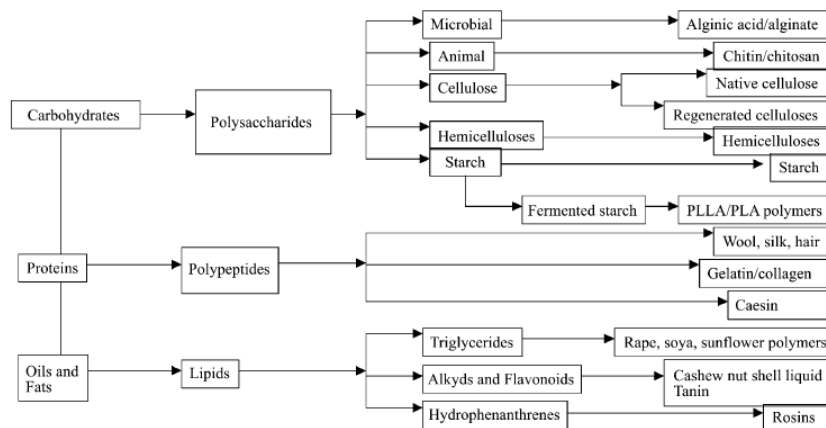 Microbial
Alginic acid/alginate
Animal
Chitin/chitosan
Cellulose
Native cellulose
Carbohydrates
Polysaccharides
Regenerated celluloses
Hemicelluloses
Hemicelluloses
Starch
Starch
Fermented starch
PLLA/PLA polymers
Wool, silk, hair
Proteins
Polypeptides
Gelatin/collagen
Caesin
Triglycerides
Rape, soya, sunflower polymers
Oils and
Fats
Lipids
Alkyds and Flavonoids
Cashew nut shell liquid
Tanin
Hydrophenanthrenes
Rosins